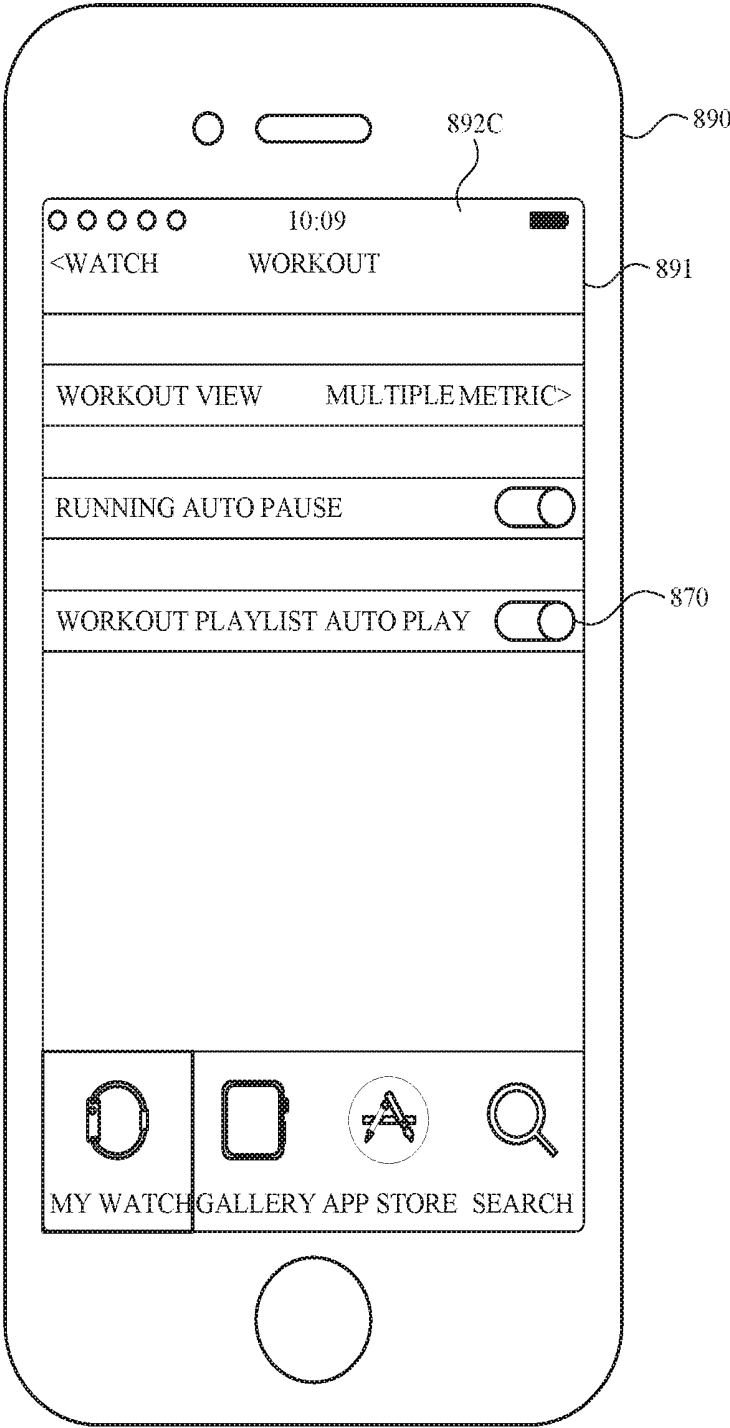 892C
890
10:09
<WATCH WORKOUT
891
WORKOUT VIEW MULTIPLE METRIC>
RUNNING AUTO PAUSE
870
WORKOUT PLAYLIST AUTO PLAY
MY WATCH GALLERY APP STORE SEARCH